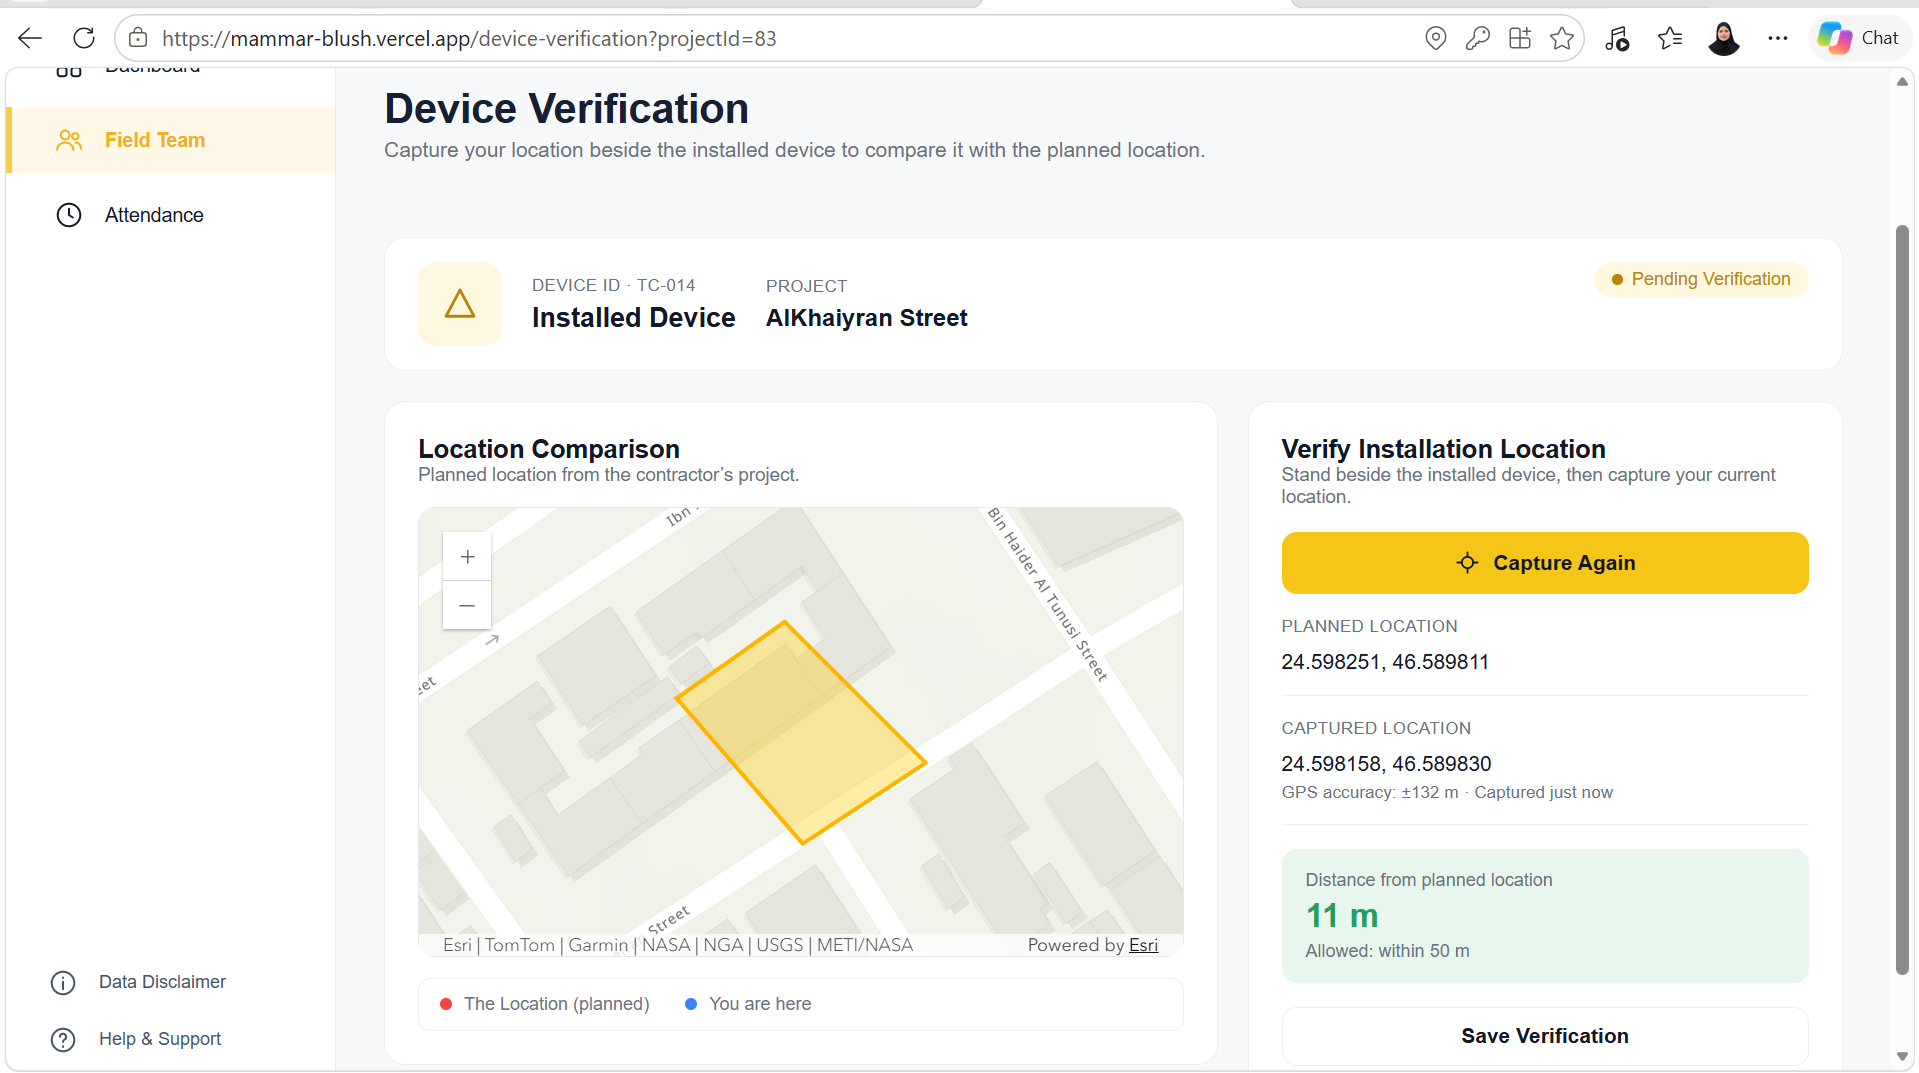 https://mammar-blush.vercel.app/device-verification?projectId=83
Chat
Dashboard
Field Team
Attendance
Data Disclaimer
Help & Support
Device Verification
Capture your location beside the installed device to compare it with the planned location.
DEVICE ID · TC-014
Installed Device
PROJECT
AlKhaiyran Street
Pending Verification
Location Comparison
Planned location from the contractor’s project.
+
−
Ibn
Bin Haider Al Tunusi Street
Street
Esri | TomTom | Garmin | NASA | NGA | USGS | METI/NASA
Powered by Esri
The Location (planned)
You are here
Verify Installation Location
Stand beside the installed device, then capture your current
location.
Capture Again
PLANNED LOCATION
24.598251, 46.589811
CAPTURED LOCATION
24.598158, 46.589830
GPS accuracy: ±132 m · Captured just now
Distance from planned location
11 m
Allowed: within 50 m
Save Verification